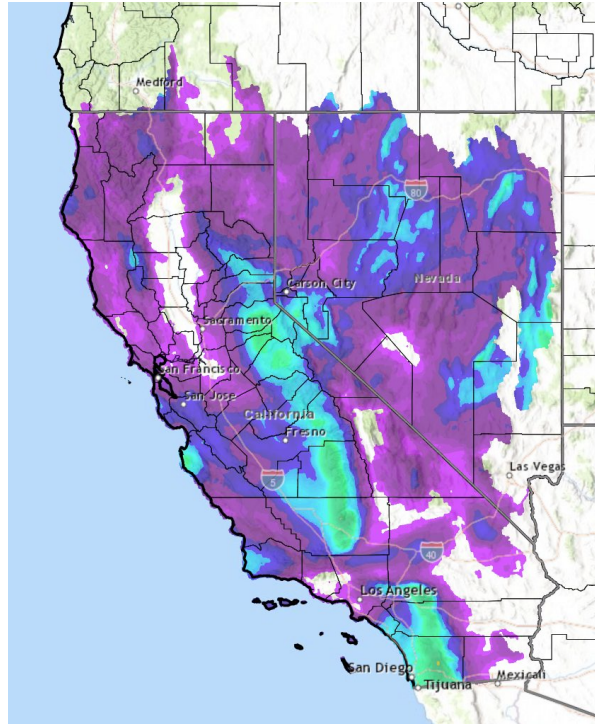 Medford
80
Carson City
Nevada
Sacramento
San Francisco
San Jose
California
Fresno
5
Las Vegas
40
Los Angeles
San Diego
Mexicali
Tijuana